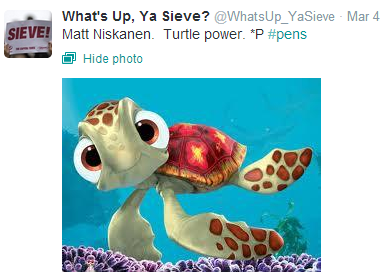 What's Up, Ya Sieve? @WhatsUp_YaSieve · Mar 4
Matt Niskanen. Turtle power. *P #pens
Hide photo
SIEVE!